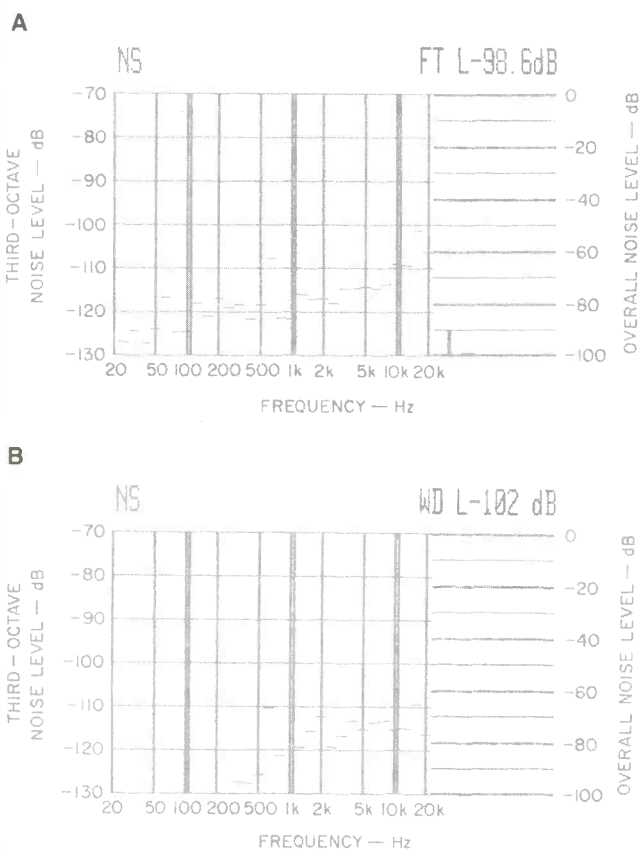 A
NS FT L-98.6dB
THIRD-OCTAVE
NOISE LEVEL — dB
-70
-80
-90
-100
-110
-120
-130
0
-20
-40
-60
-80
-100
OVERALL NOISE LEVEL — dB
20 50 100 200 500 1k 2k 5k 10k 20k
FREQUENCY — Hz
B
NS WD L-102 dB
THIRD-OCTAVE
NOISE LEVEL — dB
-70
-80
-90
-100
-110
-120
-130
0
-20
-40
-60
-80
-100
OVERALL NOISE LEVEL — dB
20 50 100 200 500 1k 2k 5k 10k 20k
FREQUENCY — Hz